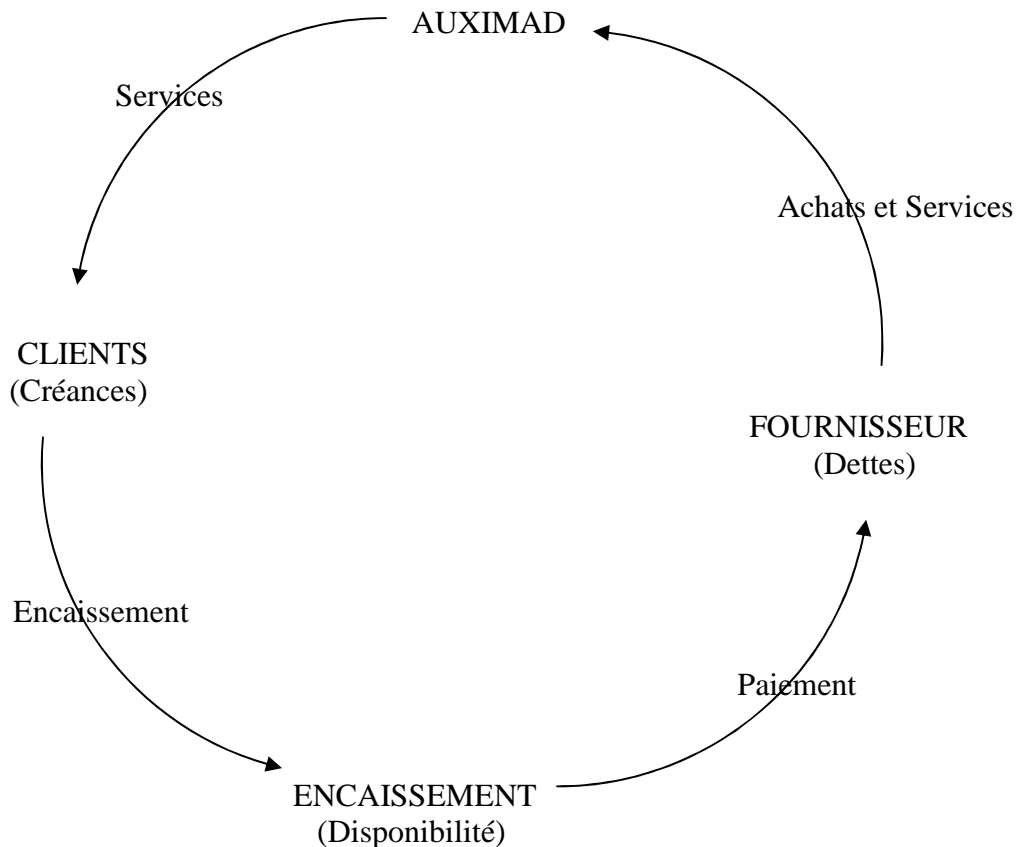 AUXIMAD
Services
Achats et Services
CLIENTS
(Créances)
FOURNISSEUR
(Dettes)
Encaissement
Paiement
ENCAISSEMENT
(Disponibilité)